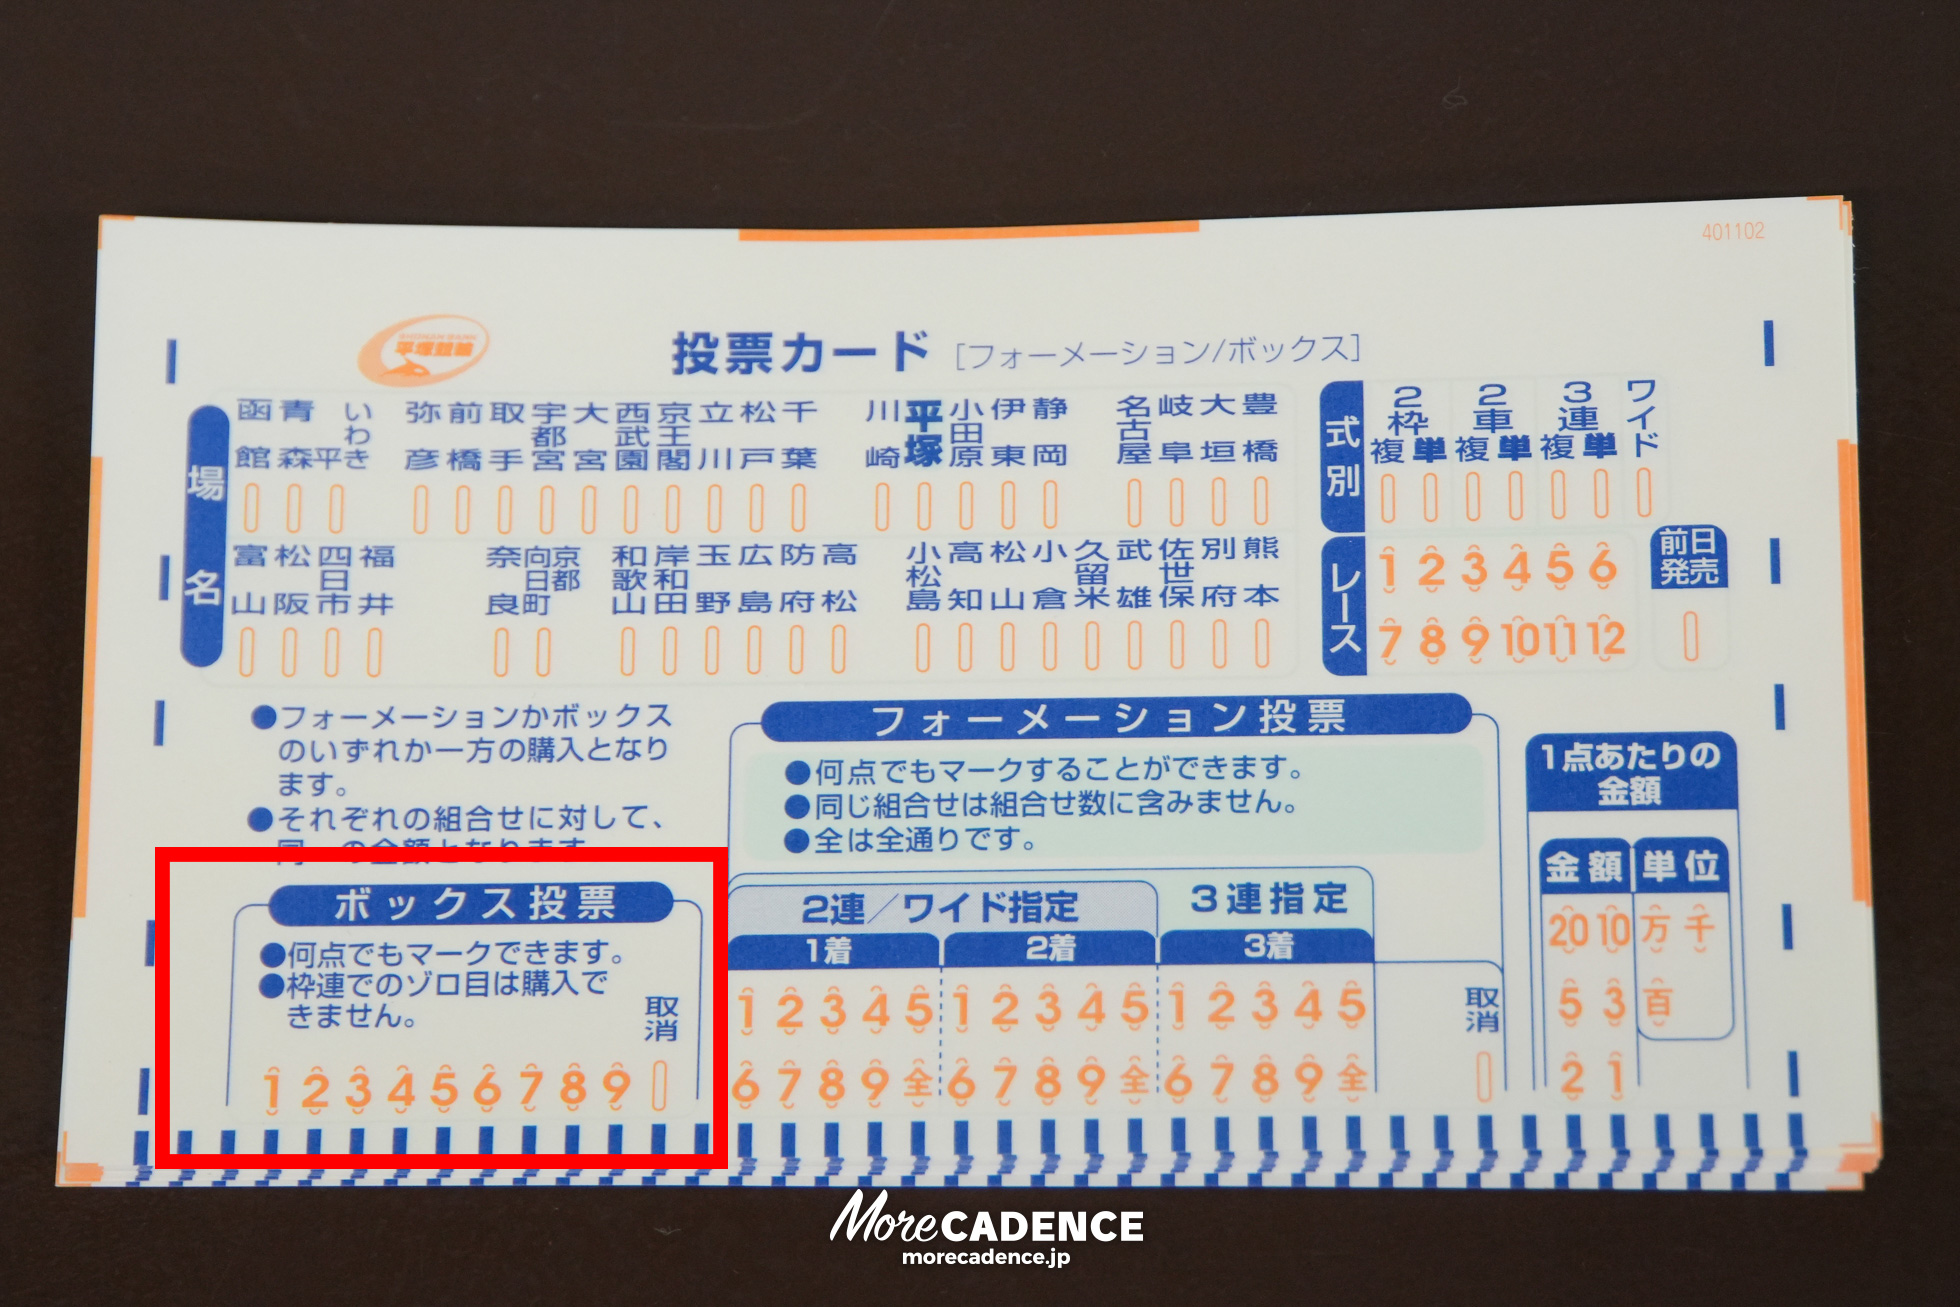 401102
平塚競輪
投票カード [フォーメーション/ボックス]
場名
函館 青森 いわき平 弥彦 前橋 取手 宇都宮 大宮 西武園 京王閣 立川 松戸 千葉 川崎 平塚 小田原 伊東 静岡 名古屋 岐阜 大垣 豊橋
富山 松阪 四日市 福井 奈良 京都向日町 和歌山 岸和田 玉野 広島 防府 高松 小松島 高知 松山 小倉 久留米 武雄 佐世保 別府 熊本
式別
2枠複 2枠単 2車複 2車単 3連複 3連単 ワイド
レース
1 2 3 4 5 6
7 8 9 10 11 12
前日
発売
●フォーメーションかボックス
のいずれか一方の購入となり
ます。
●それぞれの組合せに対して、
同一の金額となります
ボックス投票
●何点でもマークできます。
●枠連でのゾロ目は購入で
きません。
取消
1 2 3 4 5 6 7 8 9
フォーメーション投票
●何点でもマークすることができます。
●同じ組合せは組合せ数に含みません。
●全は全通りです。
2連/ワイド指定 3連指定
1着 2着 3着
1 2 3 4 5 1 2 3 4 5 1 2 3 4 5
6 7 8 9 全 6 7 8 9 全 6 7 8 9 全
取消
1点あたりの
金額
金額 単位
20 10 万 千
5 3 百
2 1
More CADENCE
morecadence.jp